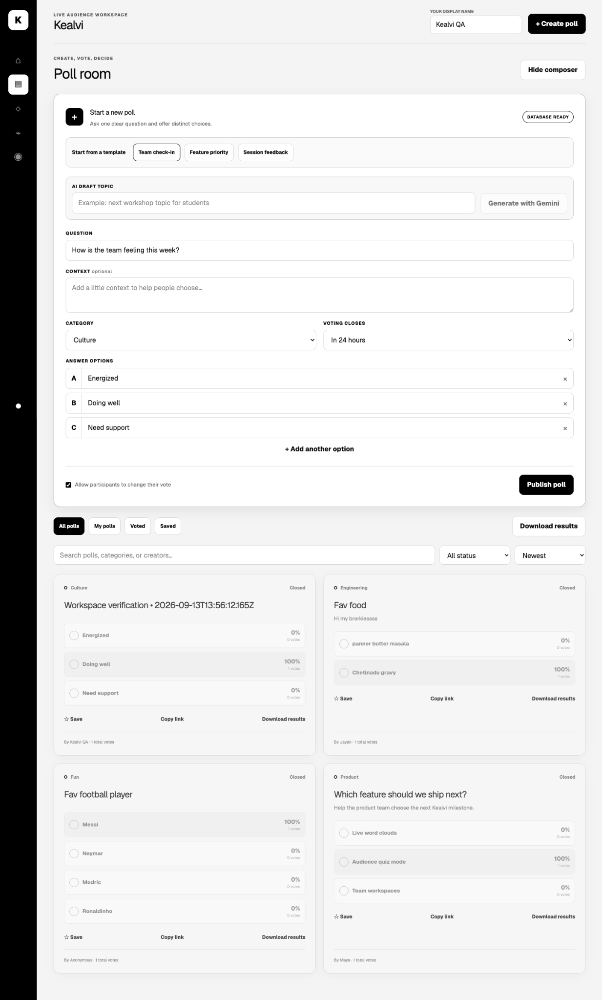 K
LIVE AUDIENCE WORKSPACE
Kealvi
YOUR DISPLAY NAME
Kealvi QA
+ Create poll
CREATE, VOTE, DECIDE
Poll room
Hide composer
+
Start a new poll
Ask one clear question and offer distinct choices.
DATABASE READY
Start from a template
Team check-in
Feature priority
Session feedback
AI DRAFT TOPIC
Example: next workshop topic for students
Generate with Gemini
QUESTION
How is the team feeling this week?
CONTEXT optional
Add a little context to help people choose...
CATEGORY
VOTING CLOSES
Culture
In 24 hours
ANSWER OPTIONS
A Energized ×
B Doing well ×
C Need support ×
+ Add another option
Allow participants to change their vote
Publish poll
All polls
My polls
Voted
Saved
Download results
Search polls, categories, or creators...
All status
Newest
Culture
Closed
Workspace verification • 2026-09-13T13:56:12.165Z
Energized
0%
0 votes
Doing well
100%
1 votes
Need support
0%
0 votes
☆ Save
Copy link
Download results
By Kealvi QA · 1 total votes
Engineering
Closed
Fav food
Hi my brorkiessss
panner butter masala
0%
0 votes
Chetinadu gravy
100%
1 votes
☆ Save
Copy link
Download results
By Jayan · 1 total votes
Fun
Closed
Fav football player
Messi
100%
1 votes
Neymar
0%
0 votes
Modric
0%
0 votes
Ronaldinho
0%
0 votes
☆ Save
Copy link
Download results
By Anonymous · 1 total votes
Product
Closed
Which feature should we ship next?
Help the product team choose the next Kealvi milestone.
Live word clouds
0%
0 votes
Audience quiz mode
100%
1 votes
Team workspaces
0%
0 votes
☆ Save
Copy link
Download results
By Maya · 1 total votes